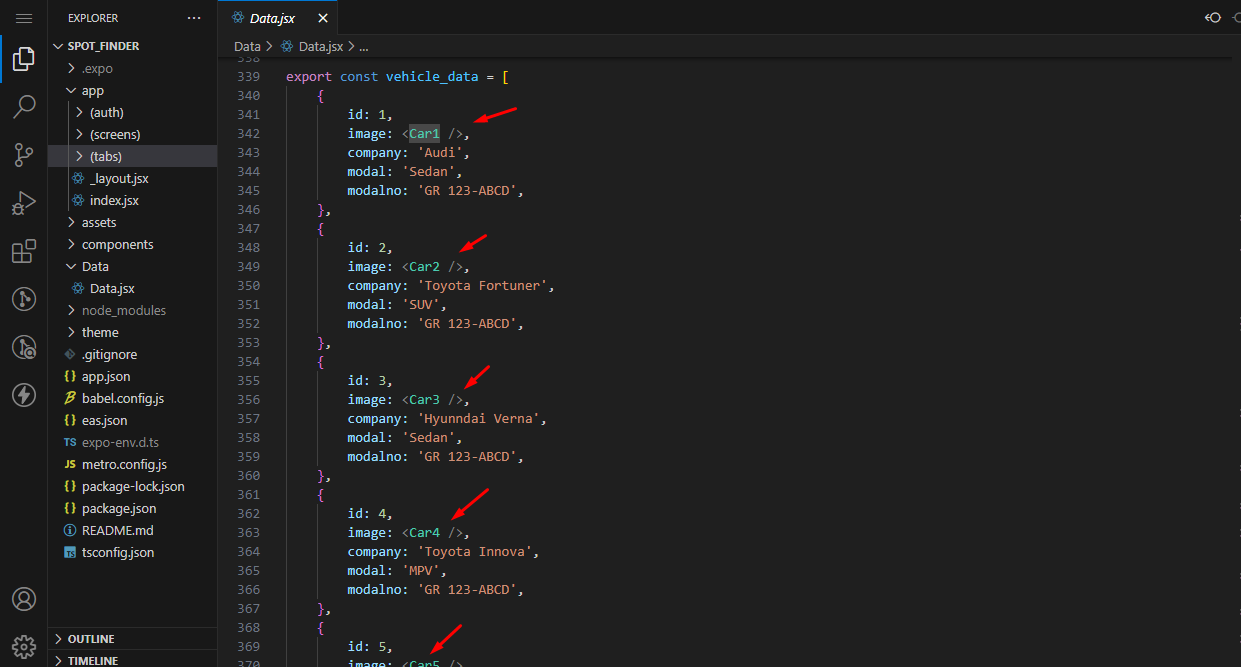 EXPLORER
SPOT_FINDER
.expo
app
(auth)
(screens)
(tabs)
_layout.jsx
index.jsx
assets
components
Data
Data.jsx
node_modules
theme
.gitignore
app.json
babel.config.js
eas.json
TS expo-env.d.ts
JS metro.config.js
package-lock.json
package.json
README.md
TS tsconfig.json
OUTLINE
TIMELINE
Data.jsx
Data > Data.jsx > ...
338
339 export const vehicle_data = [
340 {
341 id: 1,
342 image: <Car1 />,
343 company: 'Audi',
344 modal: 'Sedan',
345 modalno: 'GR 123-ABCD',
346 },
347 {
348 id: 2,
349 image: <Car2 />,
350 company: 'Toyota Fortuner',
351 modal: 'SUV',
352 modalno: 'GR 123-ABCD',
353 },
354 {
355 id: 3,
356 image: <Car3 />,
357 company: 'Hyunndai Verna',
358 modal: 'Sedan',
359 modalno: 'GR 123-ABCD',
360 },
361 {
362 id: 4,
363 image: <Car4 />,
364 company: 'Toyota Innova',
365 modal: 'MPV',
366 modalno: 'GR 123-ABCD',
367 },
368 {
369 id: 5,
370 image: <Car5 />,